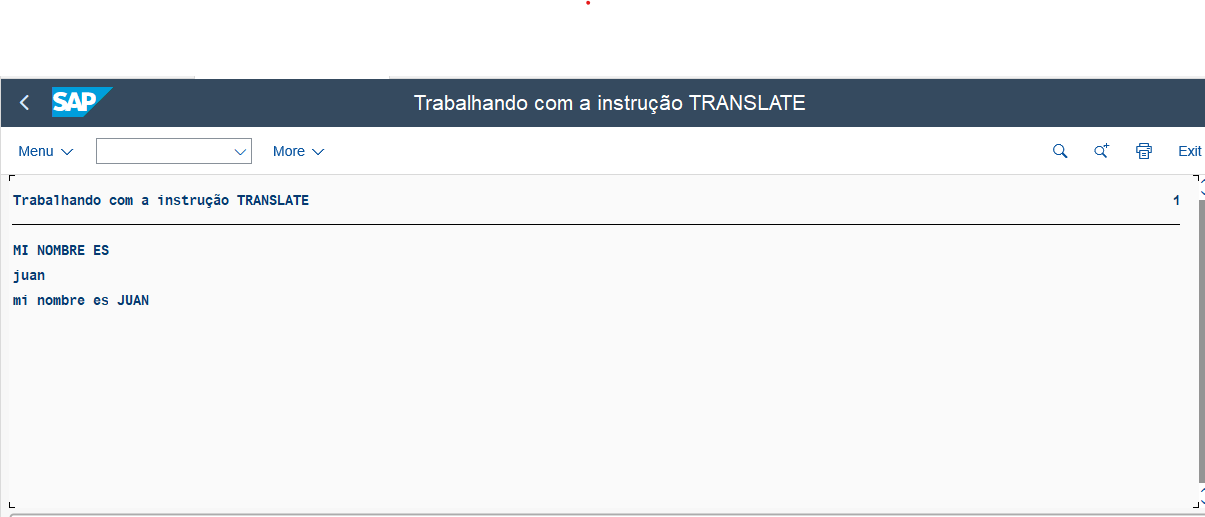 SAP
Trabalhando com a instrução TRANSLATE
Menu
More
Exit
Trabalhando com a instrução TRANSLATE 1
MI NOMBRE ES
juan
mi nombre es JUAN